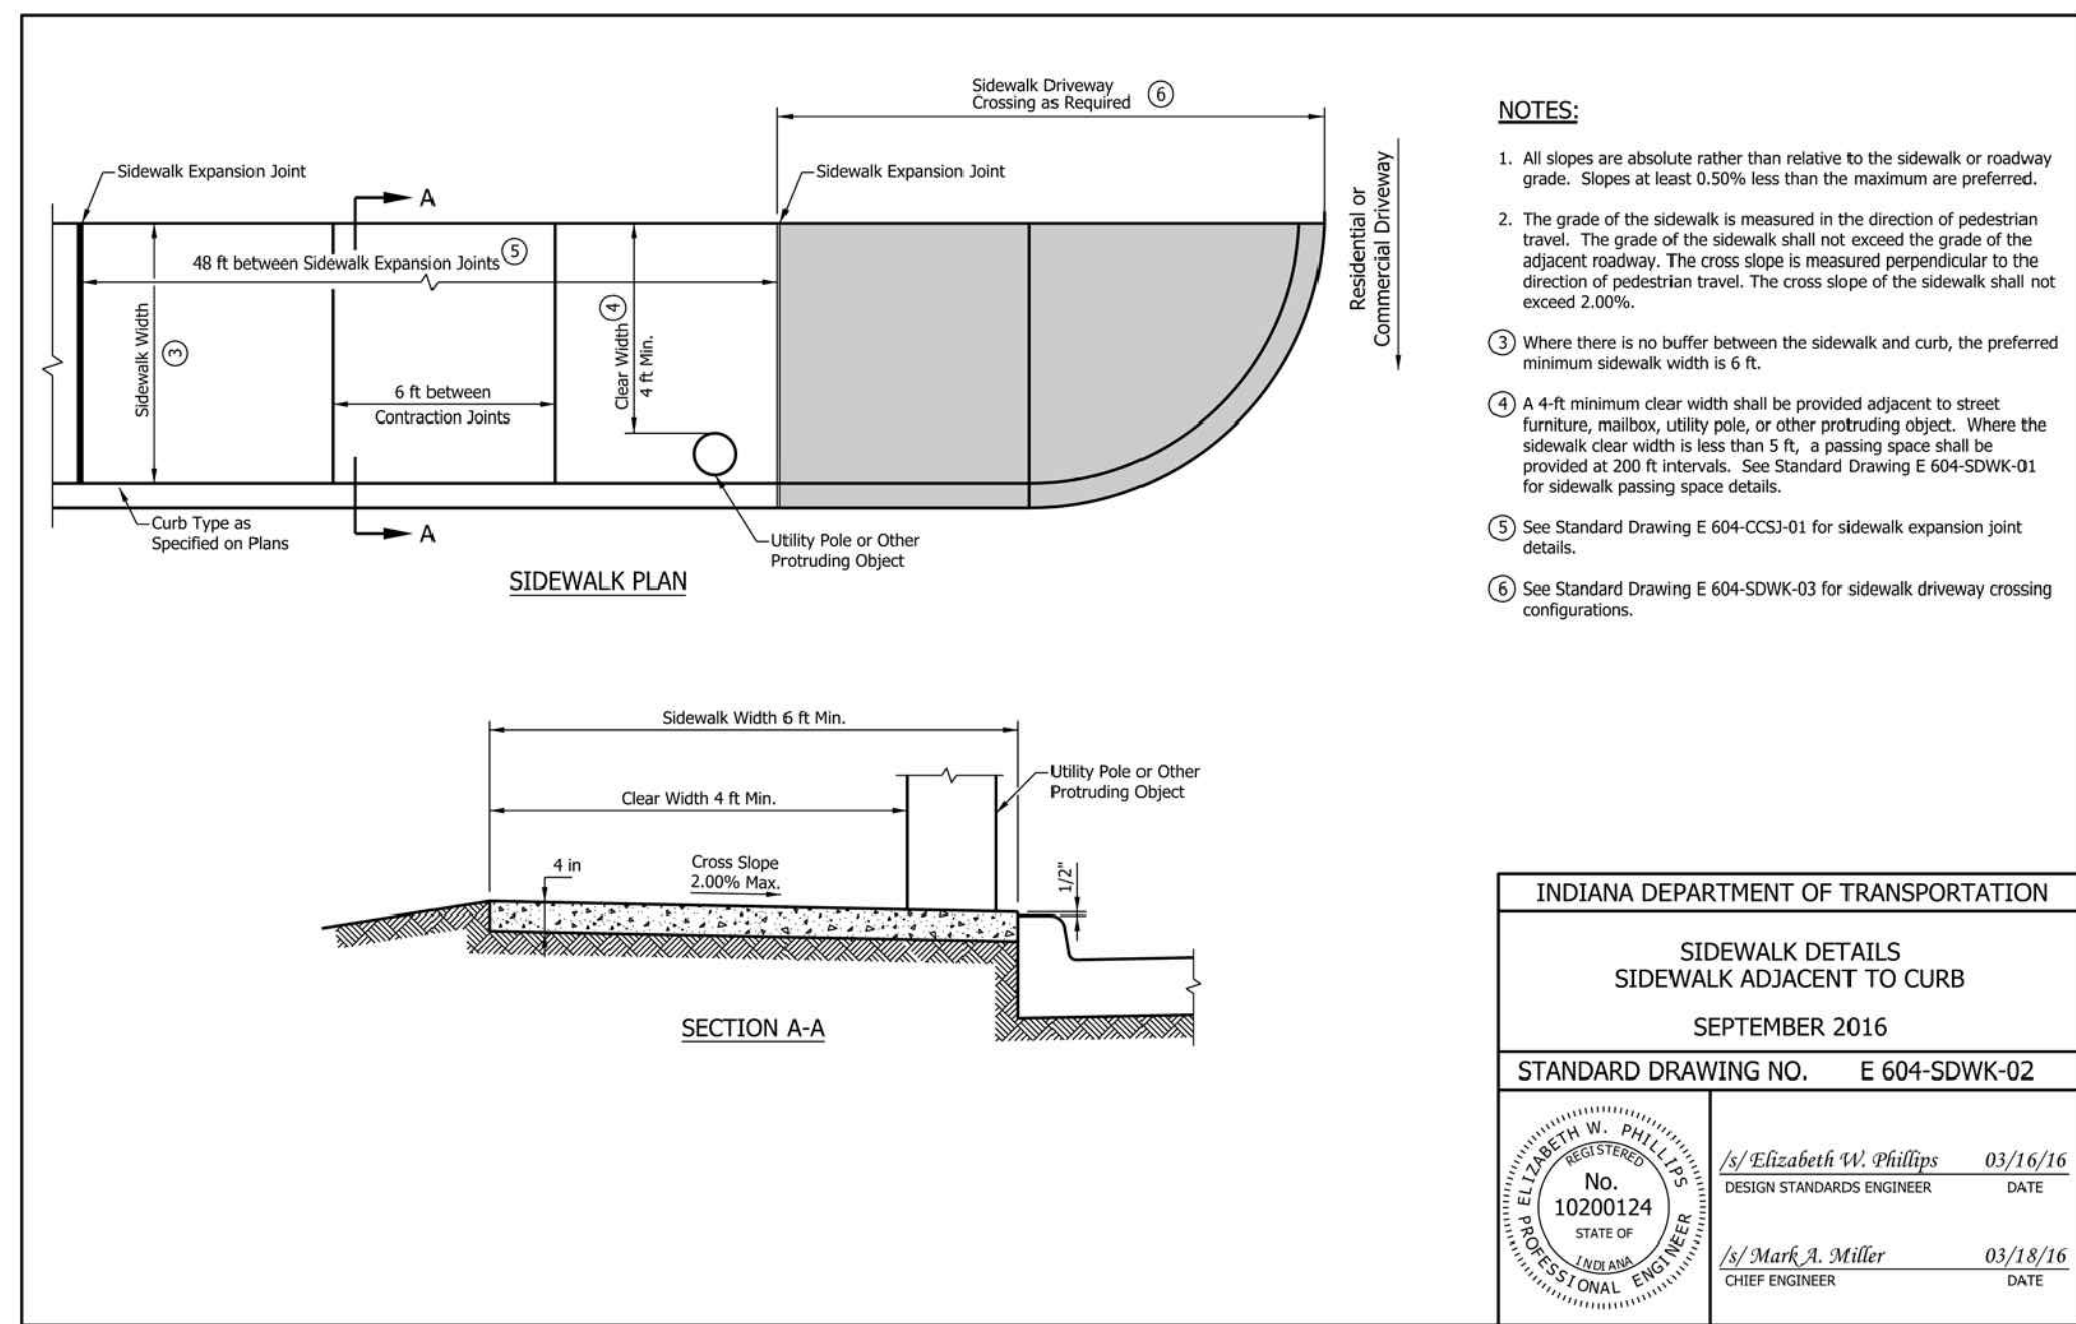 Sidewalk Driveway
Crossing as Required 6
Sidewalk Expansion Joint
A
Sidewalk Expansion Joint
48 ft between Sidewalk Expansion Joints 5
Sidewalk Width
3
6 ft between
Contraction Joints
Clear Width 4
4 ft Min.
Residential or
Commercial Driveway
Curb Type as
Specified on Plans
A
Utility Pole or Other
Protruding Object
SIDEWALK PLAN
NOTES:
1. All slopes are absolute rather than relative to the sidewalk or roadway
grade. Slopes at least 0.50% less than the maximum are preferred.
2. The grade of the sidewalk is measured in the direction of pedestrian
travel. The grade of the sidewalk shall not exceed the grade of the
adjacent roadway. The cross slope is measured perpendicular to the
direction of pedestrian travel. The cross slope of the sidewalk shall not
exceed 2.00%.
3 Where there is no buffer between the sidewalk and curb, the preferred
minimum sidewalk width is 6 ft.
4 A 4-ft minimum clear width shall be provided adjacent to street
furniture, mailbox, utility pole, or other protruding object. Where the
sidewalk clear width is less than 5 ft, a passing space shall be
provided at 200 ft intervals. See Standard Drawing E 604-SDWK-01
for sidewalk passing space details.
5 See Standard Drawing E 604-CCSJ-01 for sidewalk expansion joint
details.
6 See Standard Drawing E 604-SDWK-03 for sidewalk driveway crossing
configurations.
Sidewalk Width 6 ft Min.
Clear Width 4 ft Min.
Utility Pole or Other
Protruding Object
4 in
Cross Slope
2.00% Max.
1/2"
SECTION A-A
INDIANA DEPARTMENT OF TRANSPORTATION
SIDEWALK DETAILS
SIDEWALK ADJACENT TO CURB
SEPTEMBER 2016
STANDARD DRAWING NO. E 604-SDWK-02
ELIZABETH W. PHILLIPS
REGISTERED
No.
10200124
STATE OF
INDIANA
PROFESSIONAL ENGINEER
/s/ Elizabeth W. Phillips 03/16/16
DESIGN STANDARDS ENGINEER DATE
/s/ Mark A. Miller 03/18/16
CHIEF ENGINEER DATE